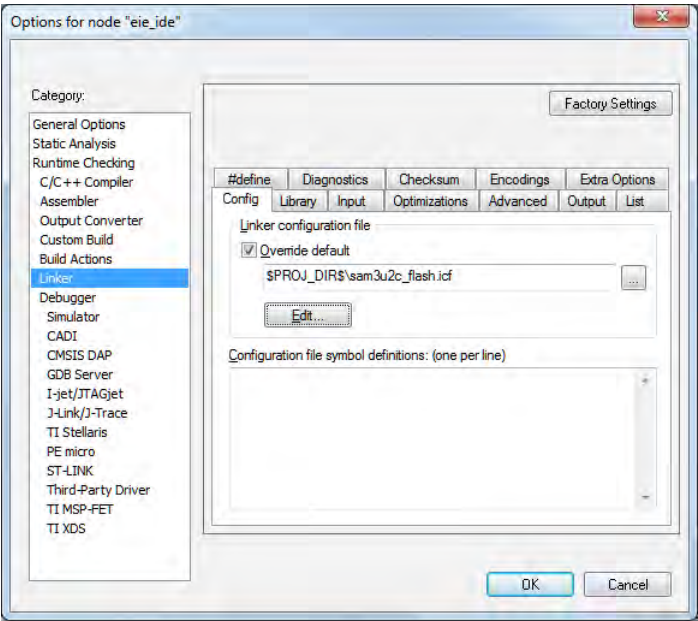 Options for node "eie_ide"
Category:
General Options
Static Analysis
Runtime Checking
C/C++ Compiler
Assembler
Output Converter
Custom Build
Build Actions
Linker
Debugger
Simulator
CADI
CMSIS DAP
GDB Server
I-jet/JTAGjet
J-Link/J-Trace
TI Stellaris
PE micro
ST-LINK
Third-Party Driver
TI MSP-FET
TI XDS
Factory Settings
#define Diagnostics Checksum Encodings Extra Options
Config Library Input Optimizations Advanced Output List
Linker configuration file
Override default
$PROJ_DIR$\sam3u2c_flash.icf
...
Edit...
Configuration file symbol definitions: (one per line)
OK Cancel